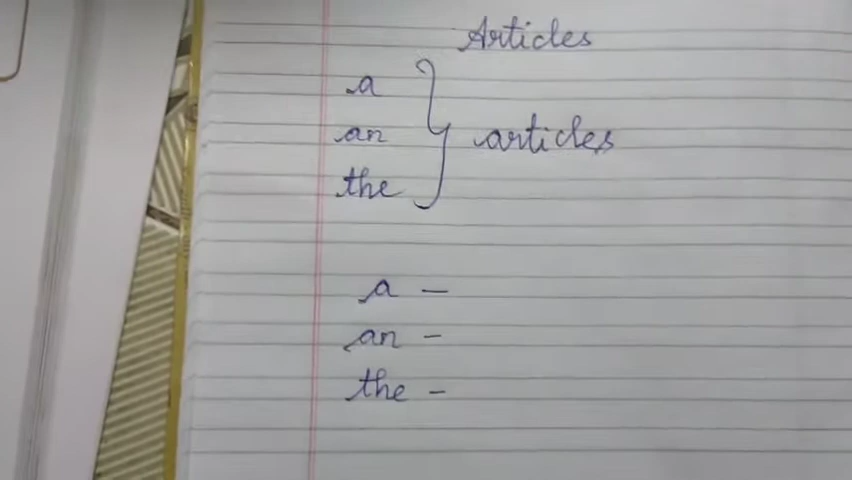 Articles
a
an
the
articles
a –
an –
the –